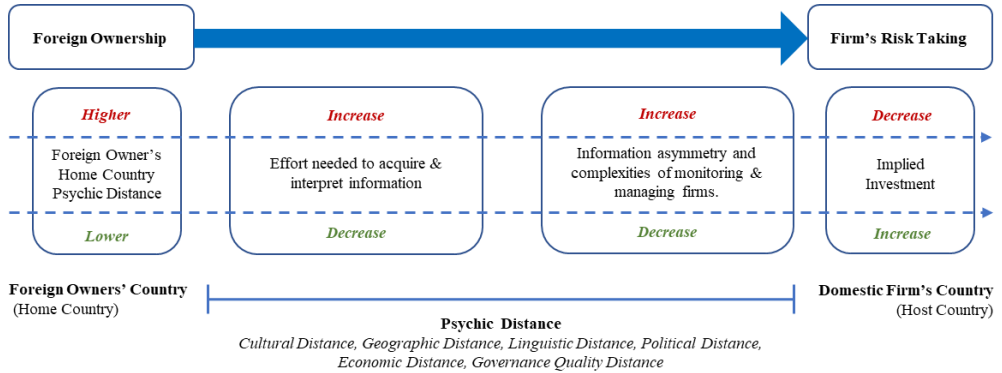 Foreign Ownership
Firm's Risk Taking
Higher
Foreign Owner's
Home Country
Psychic Distance
Lower
Increase
Effort needed to acquire &
interpret information
Decrease
Increase
Information asymmetry and
complexities of monitoring &
managing firms.
Decrease
Decrease
Implied
Investment
Increase
Foreign Owners' Country
(Home Country)
Psychic Distance
Cultural Distance, Geographic Distance, Linguistic Distance, Political Distance,
Economic Distance, Governance Quality Distance
Domestic Firm's Country
(Host Country)